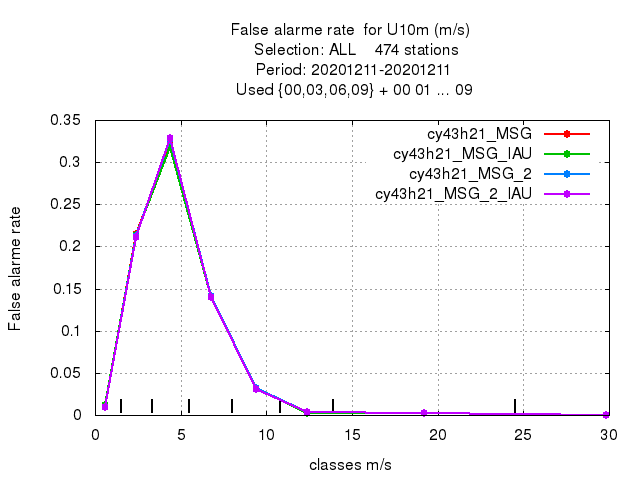 False alarme rate  for U10m (m/s)
Selection: ALL    474 stations
Period: 20201211-20201211
Used {00,03,06,09} + 00 01 ... 09
cy43h21_MSG
cy43h21_MSG_IAU
cy43h21_MSG_2
cy43h21_MSG_2_IAU
False alarme rate
0.35
0.3
0.25
0.2
0.15
0.1
0.05
0
0 5 10 15 20 25 30
classes m/s